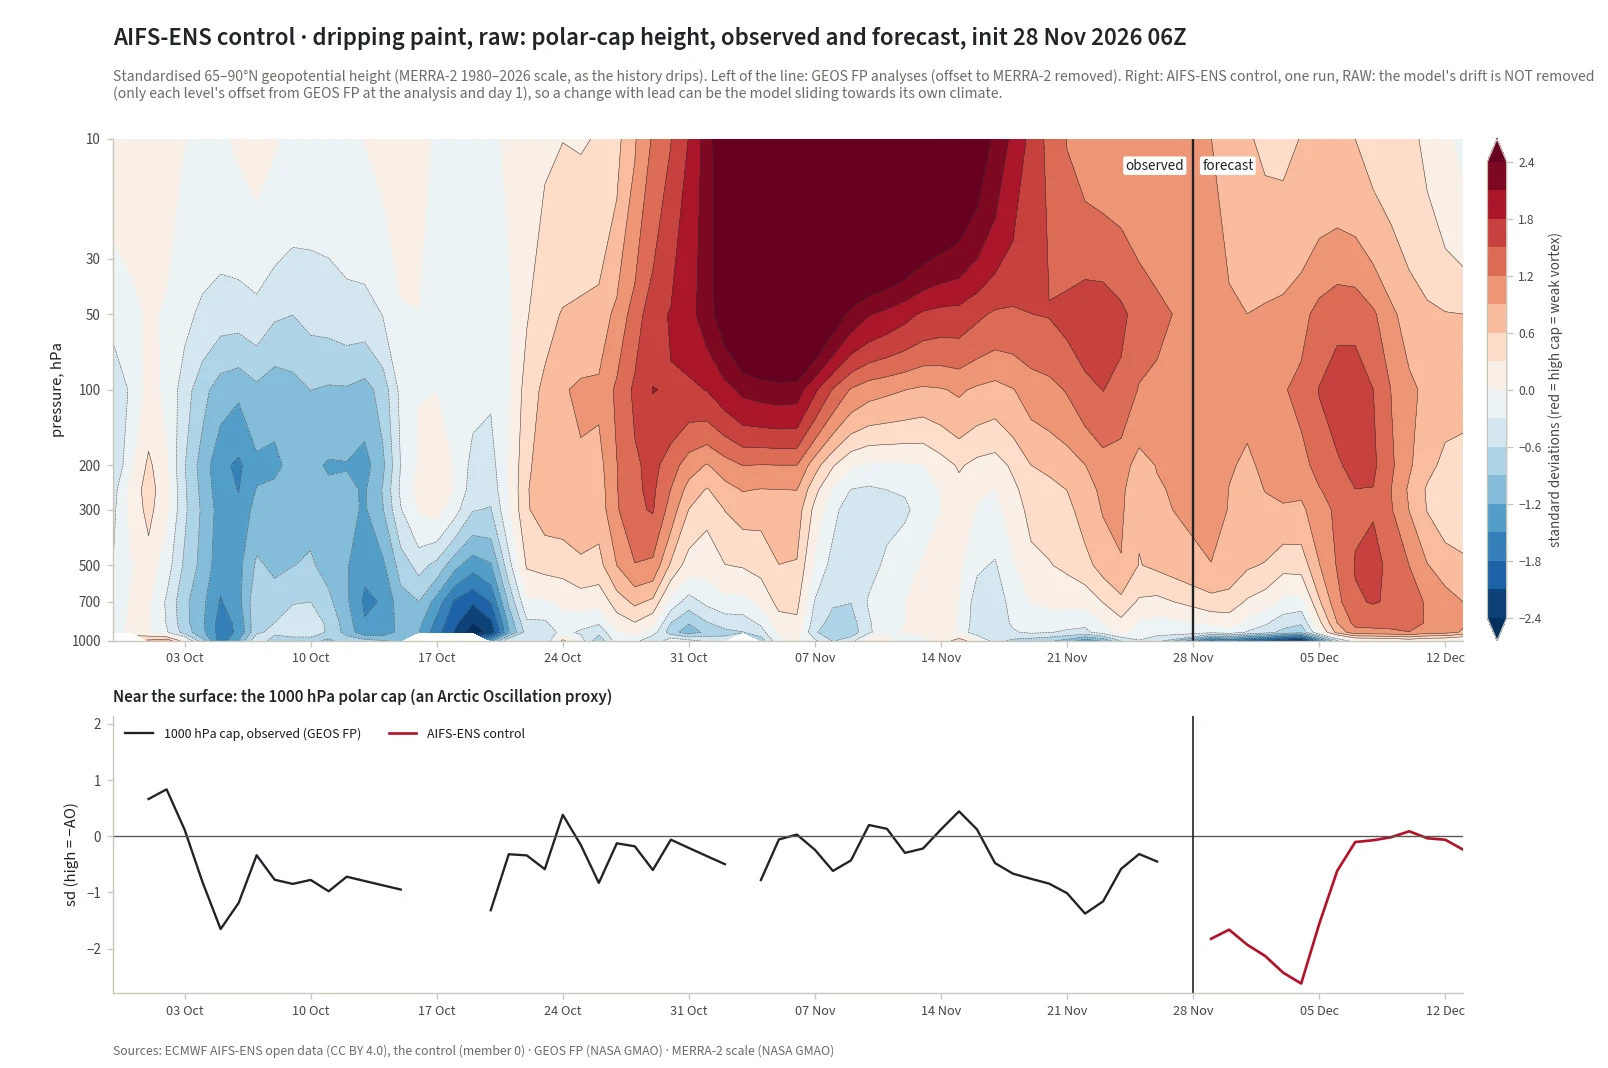 AIFS-ENS control · dripping paint, raw: polar-cap height, observed and forecast, init 28 Nov 2026 06Z
Standardised 65–90°N geopotential height (MERRA-2 1980–2026 scale, as the history drips). Left of the line: GEOS FP analyses (offset to MERRA-2 removed). Right: AIFS-ENS control, one run, RAW: the model's drift is NOT removed
(only each level's offset from GEOS FP at the analysis and day 1), so a change with lead can be the model sliding towards its own climate.
pressure, hPa
10
30
50
100
200
300
500
700
1000
observed
forecast
03 Oct
10 Oct
17 Oct
24 Oct
31 Oct
07 Nov
14 Nov
21 Nov
28 Nov
05 Dec
12 Dec
2.4
1.8
1.2
0.6
0.0
−0.6
−1.2
−1.8
−2.4
standard deviations (red = high cap = weak vortex)
Near the surface: the 1000 hPa polar cap (an Arctic Oscillation proxy)
sd (high = −AO)
2
1
0
−1
−2
1000 hPa cap, observed (GEOS FP)
AIFS-ENS control
03 Oct
10 Oct
17 Oct
24 Oct
31 Oct
07 Nov
14 Nov
21 Nov
28 Nov
05 Dec
12 Dec
Sources: ECMWF AIFS-ENS open data (CC BY 4.0), the control (member 0) · GEOS FP (NASA GMAO) · MERRA-2 scale (NASA GMAO)